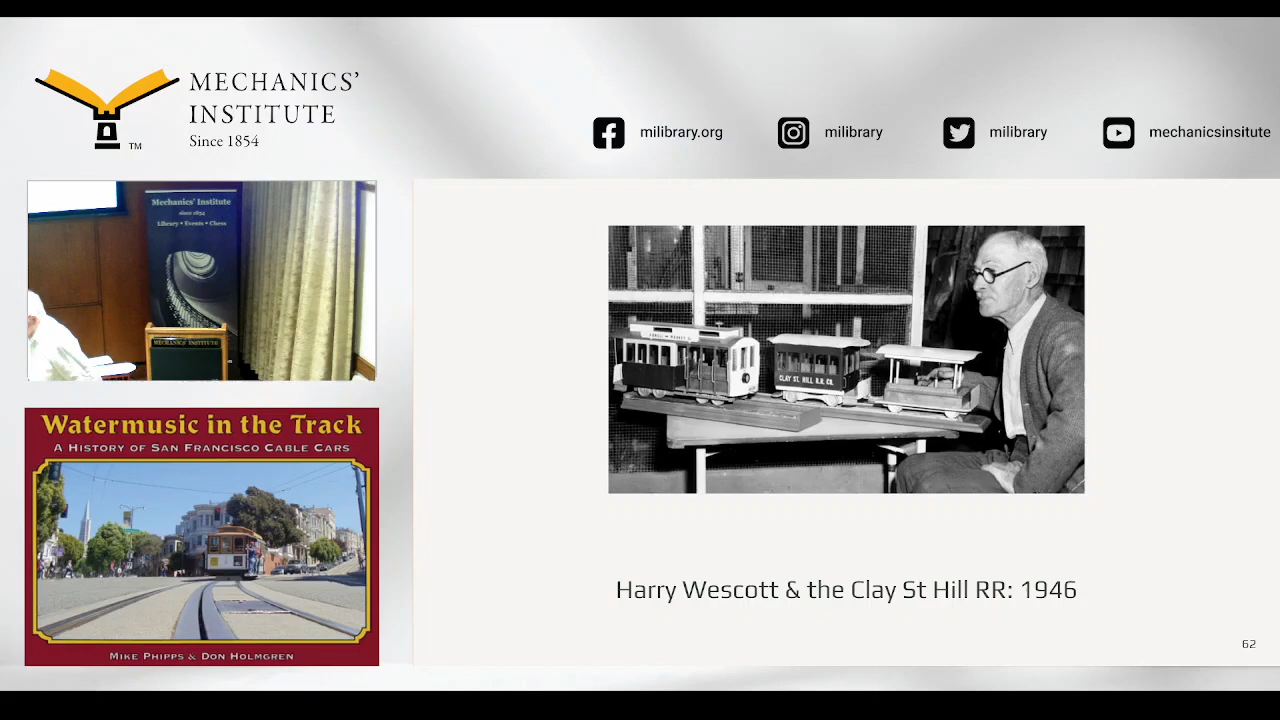 MECHANICS'
INSTITUTE
Since 1854
TM
milibrary.org
milibrary
milibrary
mechanicsinsitute
Mechanics' Institute
since 1854
Library • Events • Chess
MECHANICS' INSTITUTE
Watermusic in the Track
A History of San Francisco Cable Cars
Mike Phipps & Don Holmgren
CLAY ST. HILL R.R. CO.
Harry Wescott & the Clay St Hill RR: 1946
62